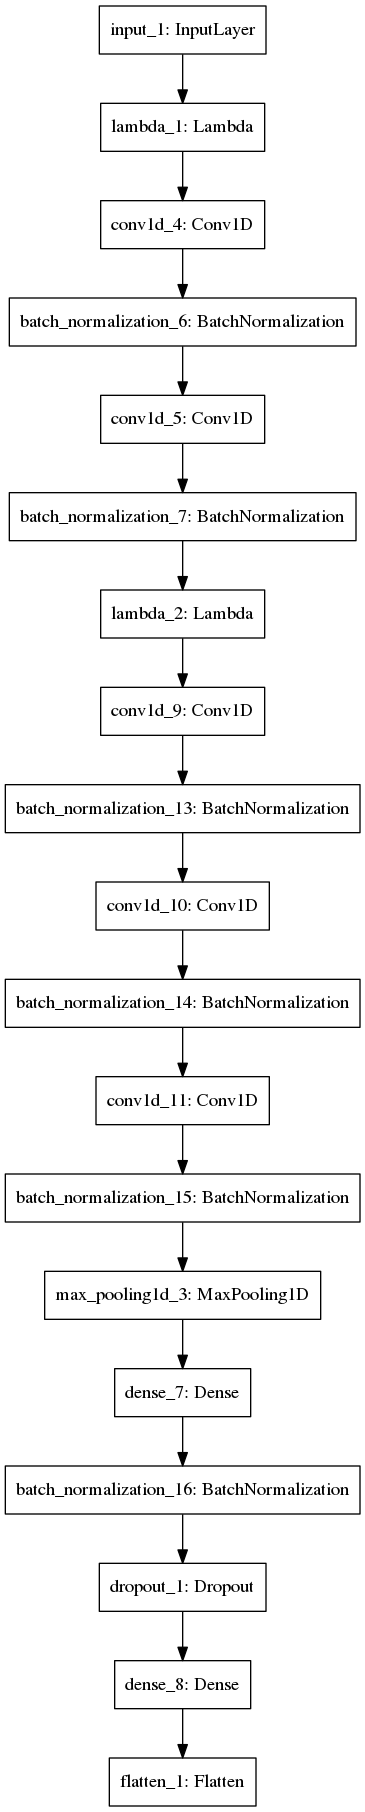 input_1: InputLayer
lambda_1: Lambda
conv1d_4: Conv1D
batch_normalization_6: BatchNormalization
conv1d_5: Conv1D
batch_normalization_7: BatchNormalization
lambda_2: Lambda
conv1d_9: Conv1D
batch_normalization_13: BatchNormalization
conv1d_10: Conv1D
batch_normalization_14: BatchNormalization
conv1d_11: Conv1D
batch_normalization_15: BatchNormalization
max_pooling1d_3: MaxPooling1D
dense_7: Dense
batch_normalization_16: BatchNormalization
dropout_1: Dropout
dense_8: Dense
flatten_1: Flatten